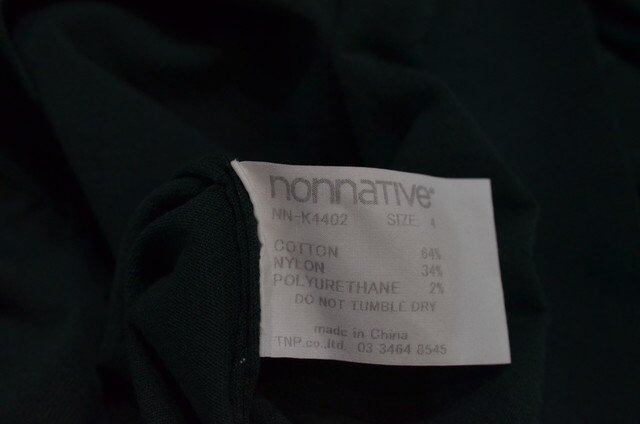 nonnative®
NN-K4402 SIZE: 4
COTTON 64%
NYLON 34%
POLYURETHANE 2%
DO NOT TUMBLE DRY
made in China
TNP.co.,ltd. 03 3464 8545